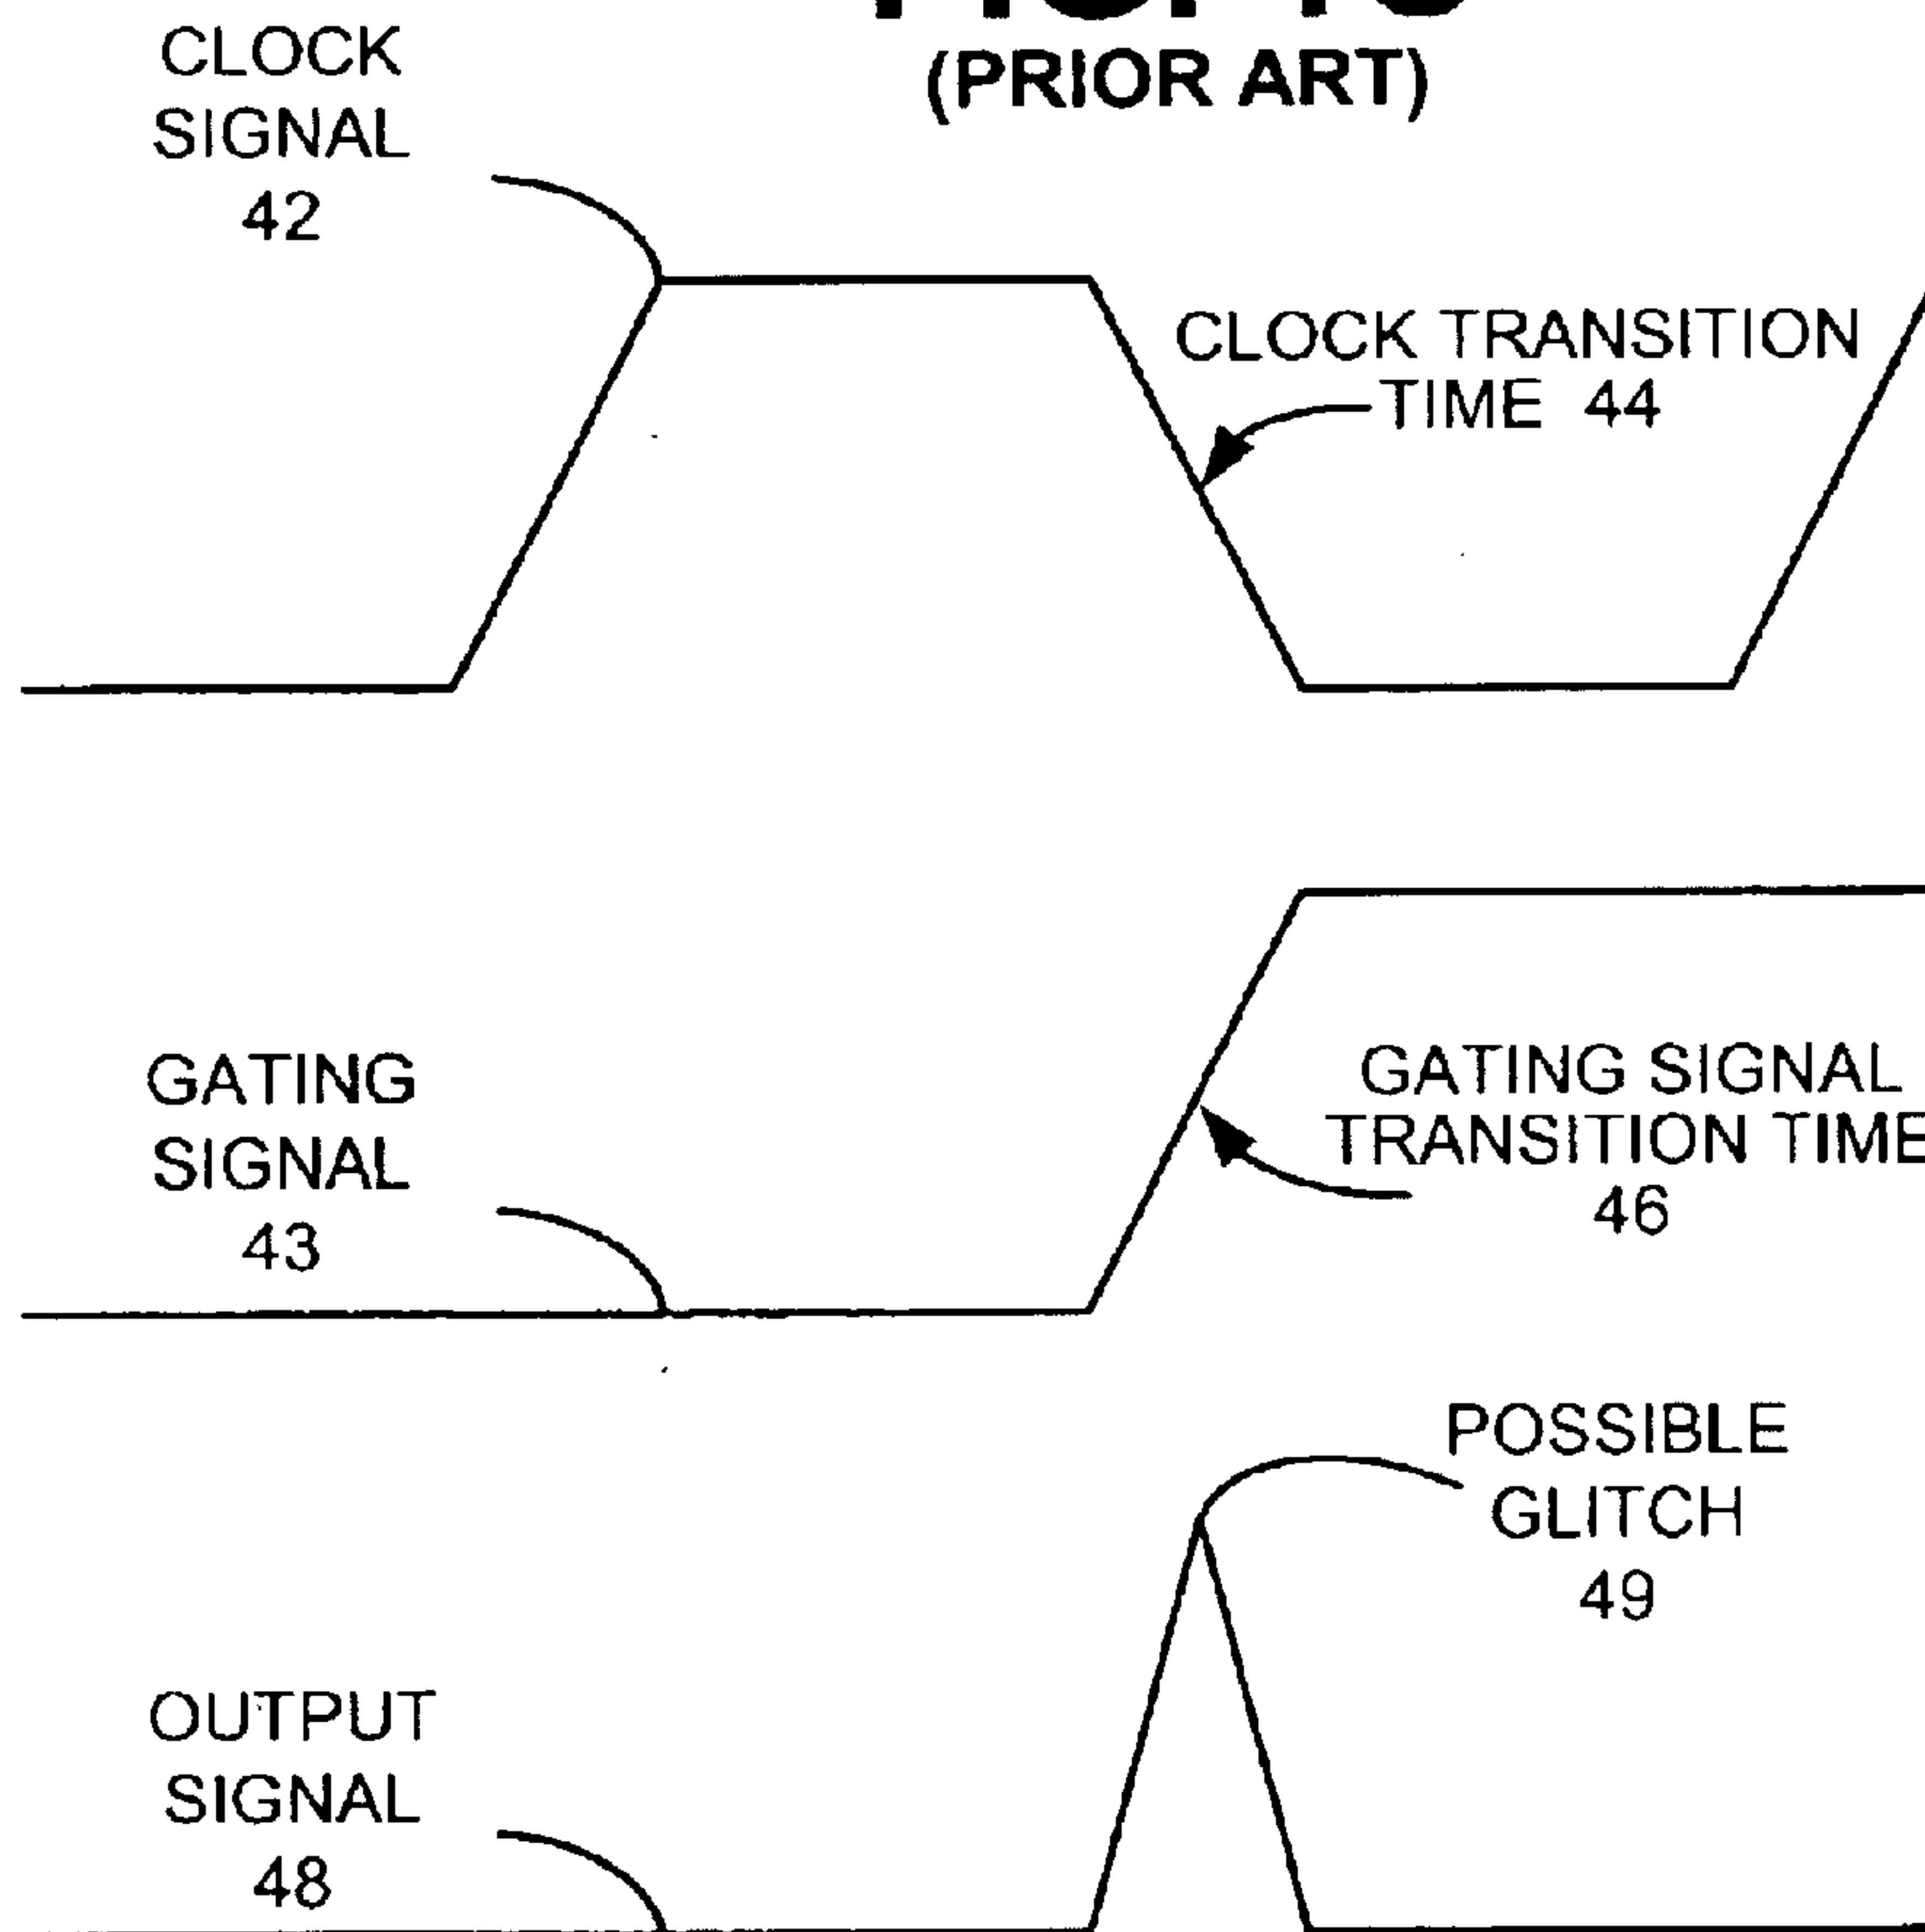 (PRIOR ART)
CLOCK
SIGNAL
42
CLOCK TRANSITION
TIME 44
GATING
SIGNAL
43
GATING SIGNAL
TRANSITION TIME
46
POSSIBLE
GLITCH
49
OUTPUT
SIGNAL
48